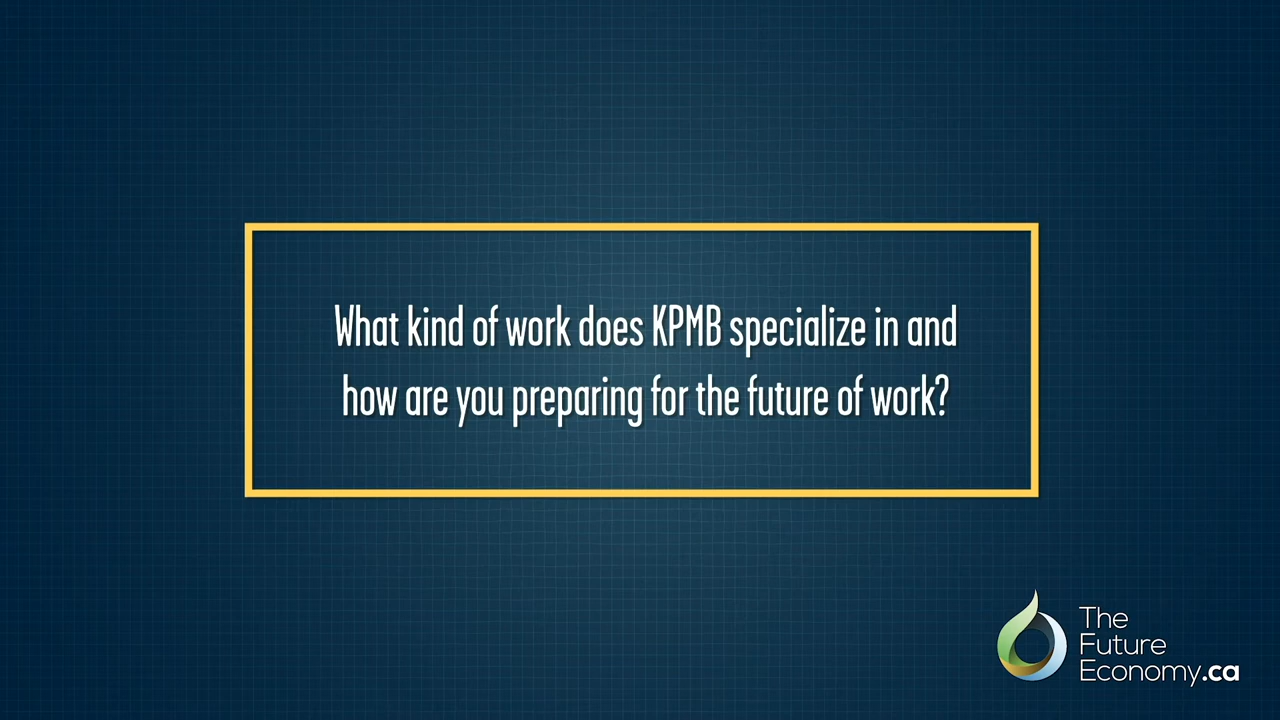 What kind of work does KPMB specialize in and
how are you preparing for the future of work?
The
Future
Economy.ca